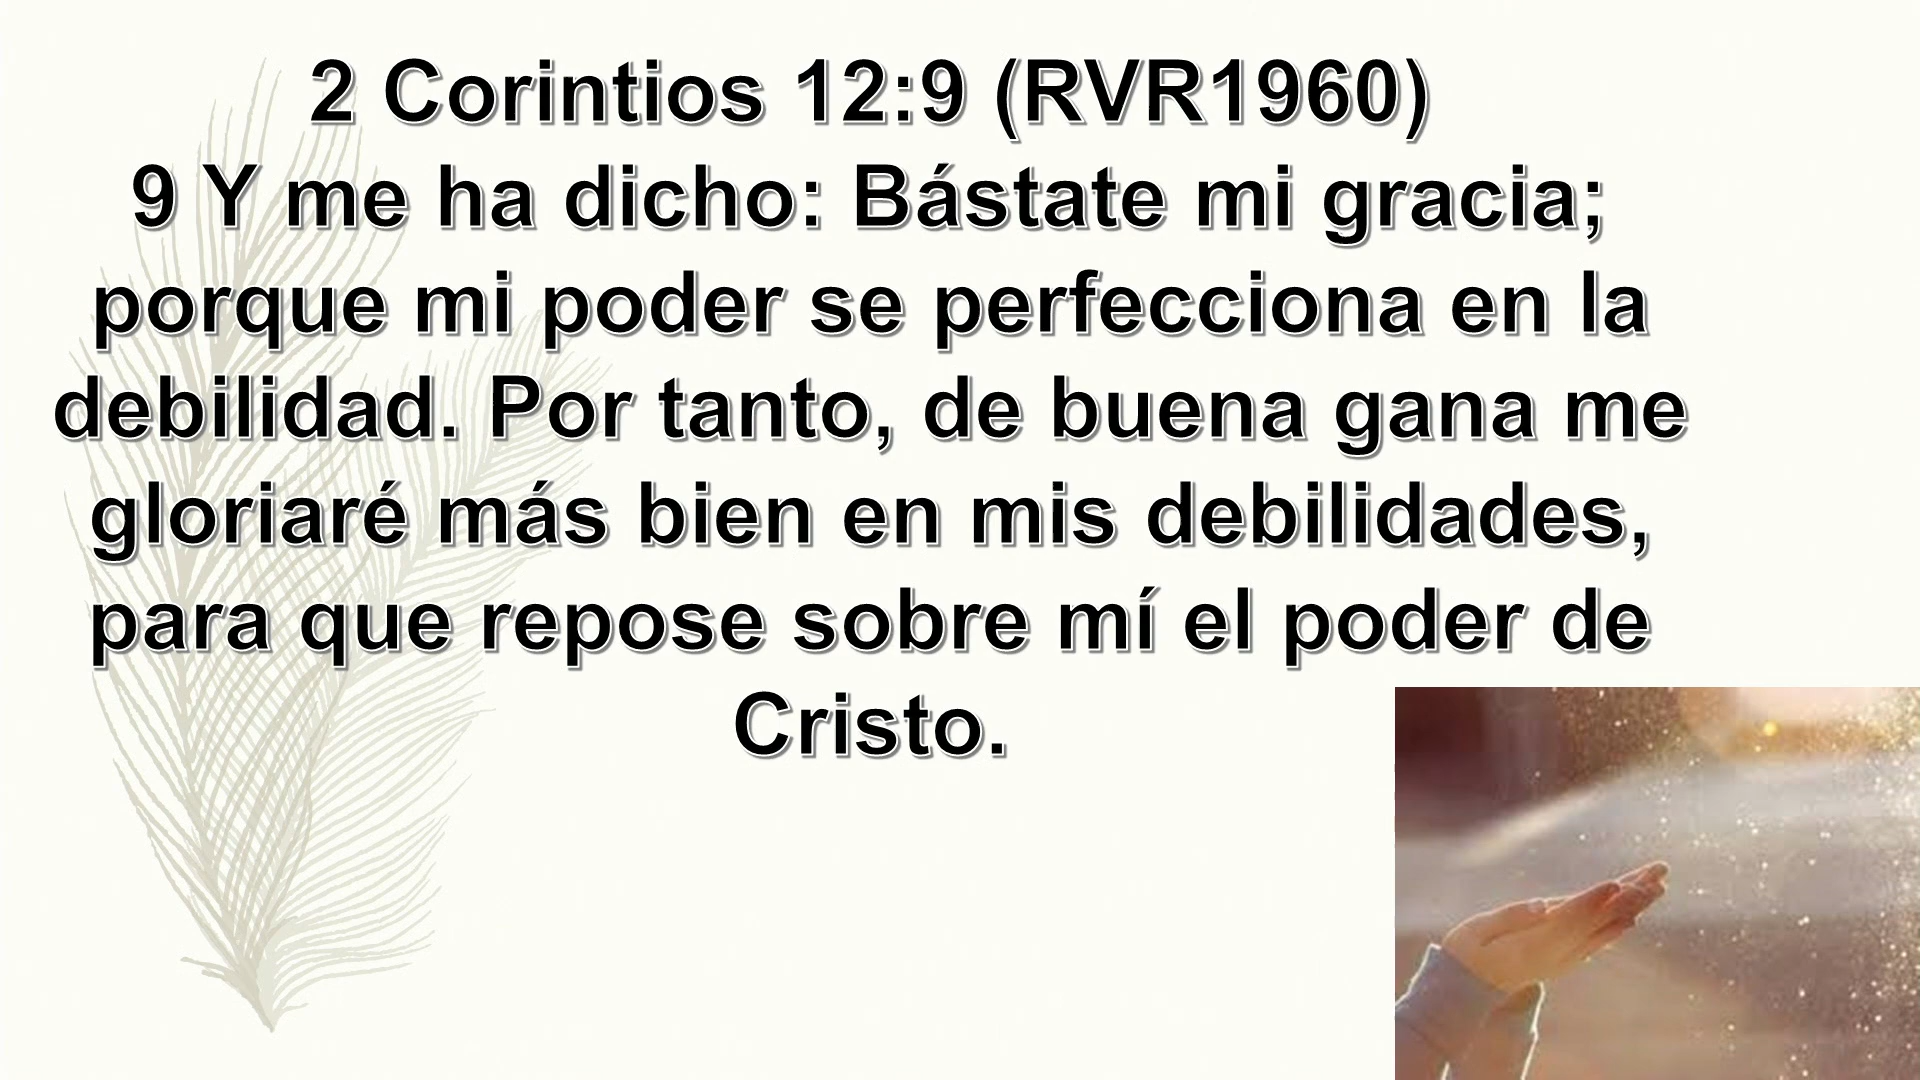 2 Corintios 12:9 (RVR1960)
9 Y me ha dicho: Bástate mi gracia;
porque mi poder se perfecciona en la
debilidad. Por tanto, de buena gana me
gloriaré más bien en mis debilidades,
para que repose sobre mí el poder de
Cristo.